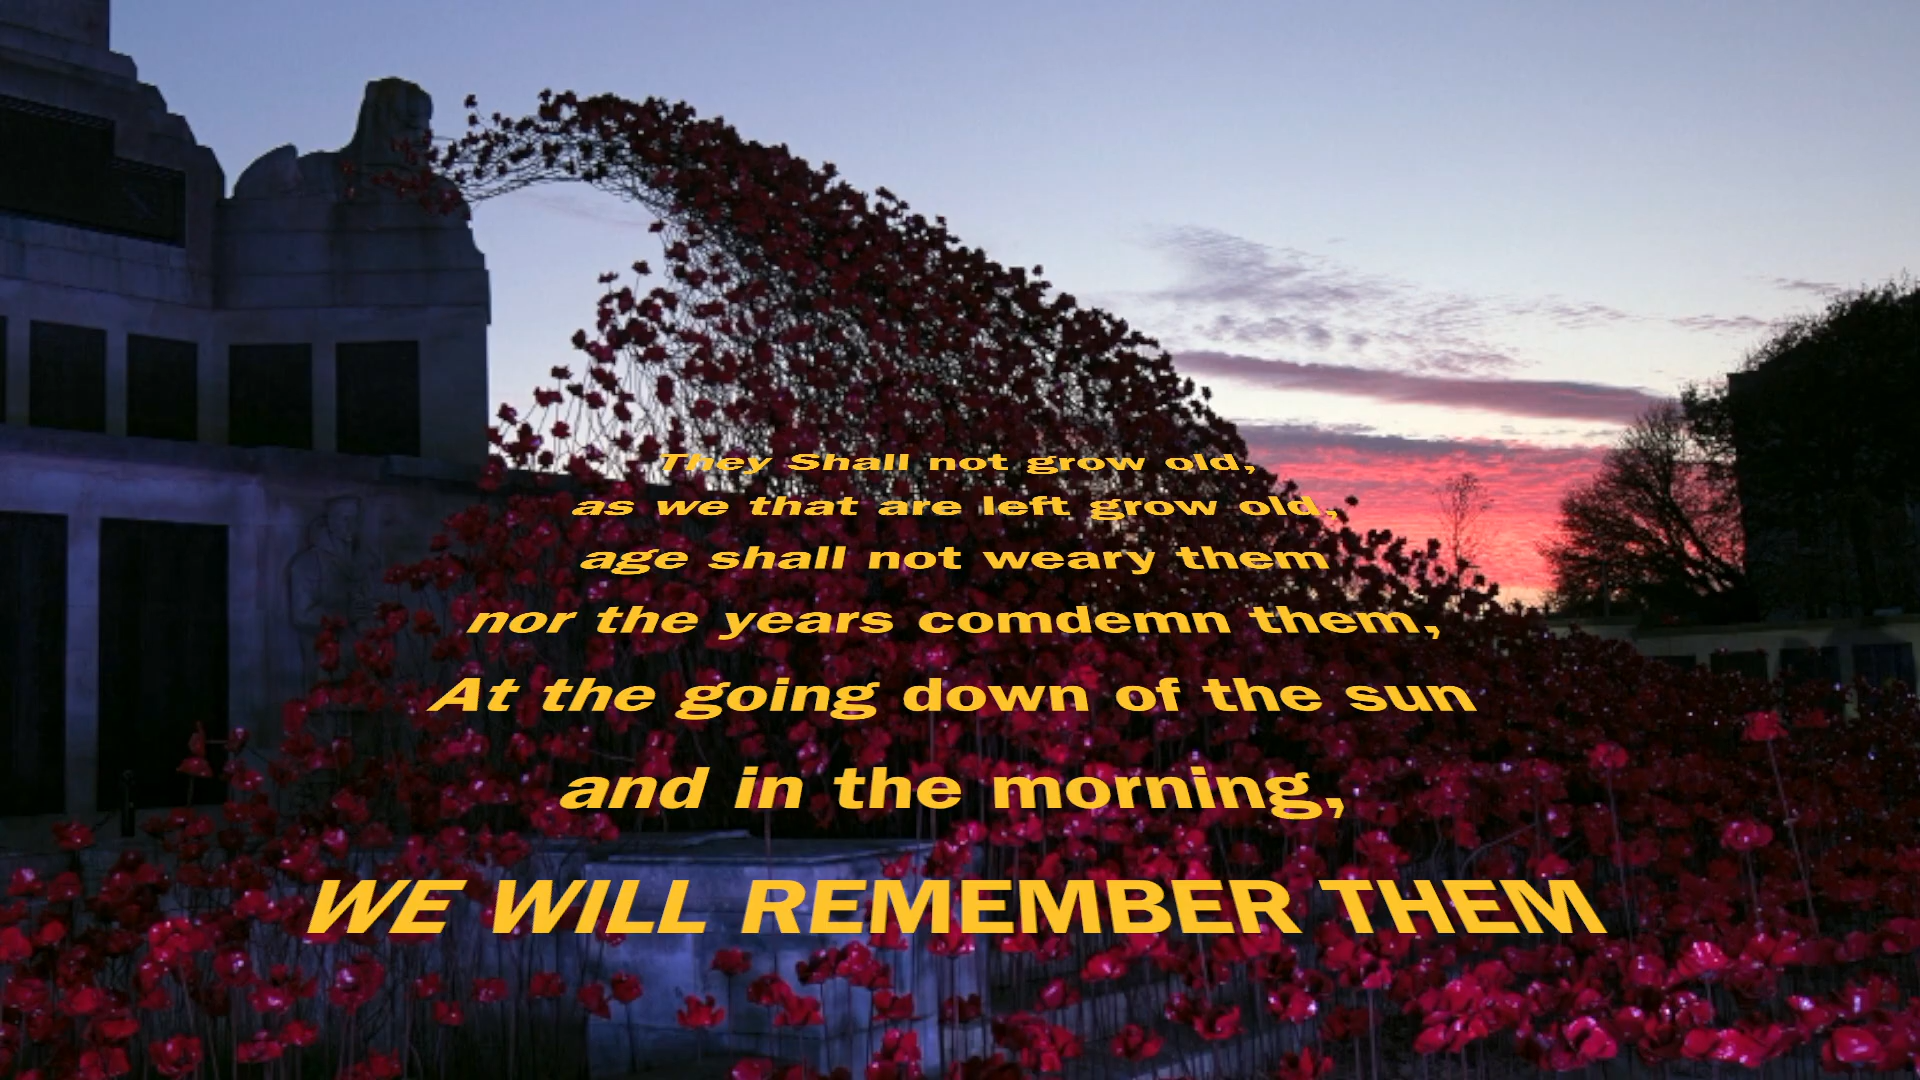 They Shall not grow old,
as we that are left grow old,
age shall not weary them
nor the years comdemn them,
At the going down of the sun
and in the morning,
WE WILL REMEMBER THEM